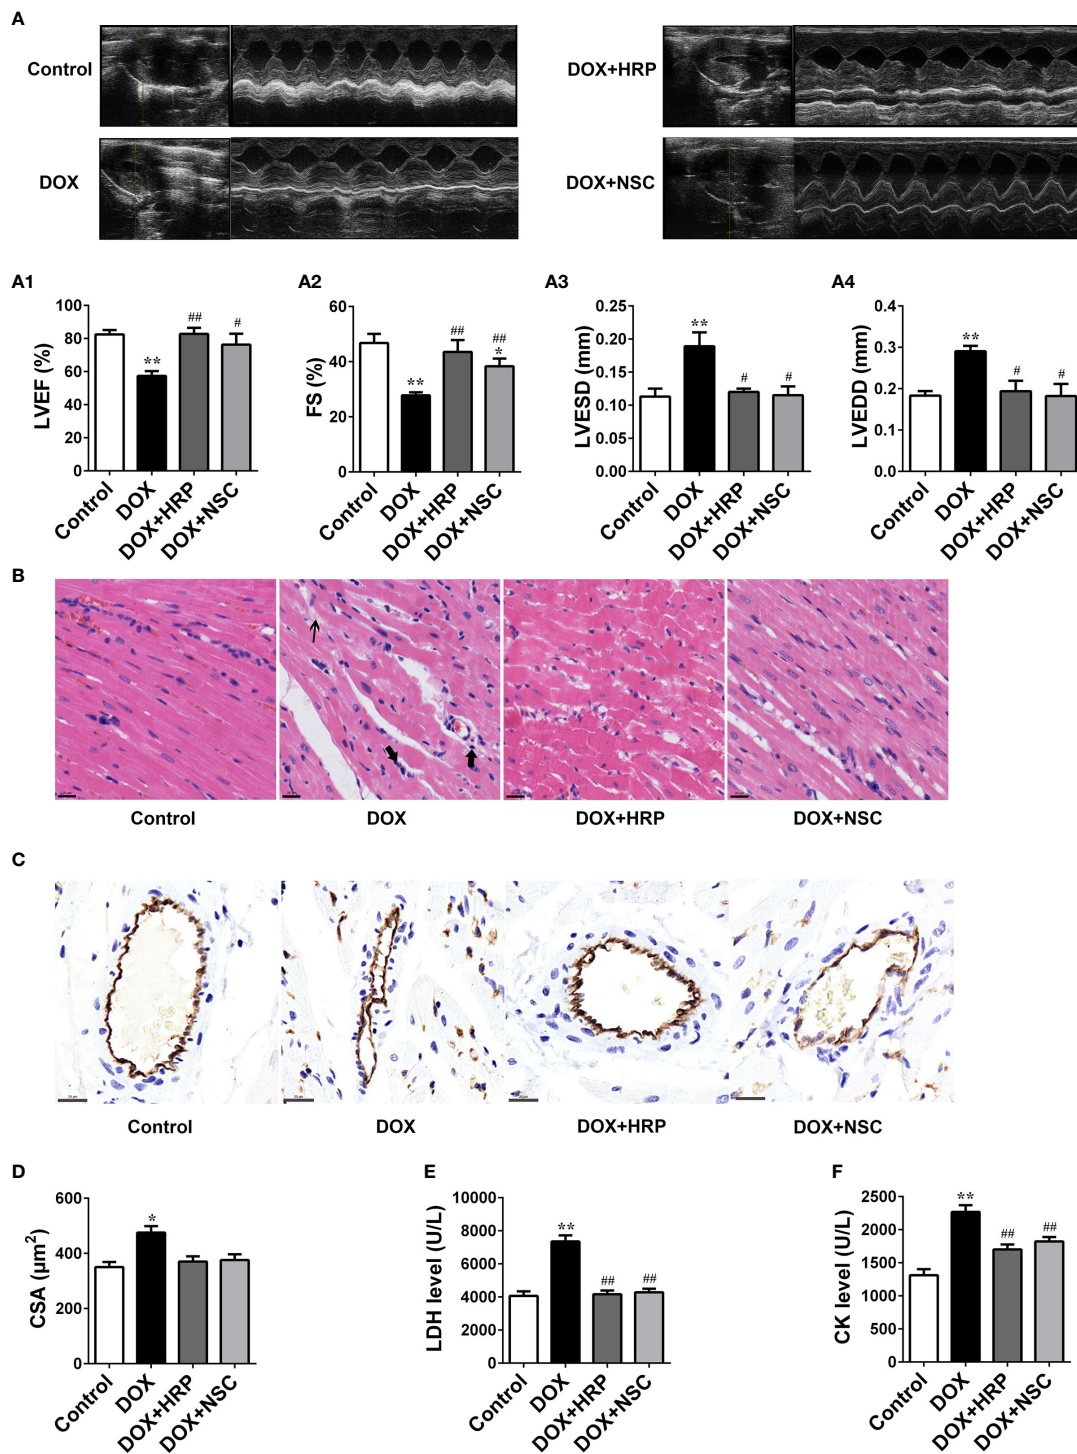 A
Control
DOX+HRP
DOX
DOX+NSC
A1
LVEF (%)
100
80
60
40
20
0
**
##
#
Control
DOX
DOX+HRP
DOX+NSC
A2
FS (%)
60
40
20
0
**
##
##
*
Control
DOX
DOX+HRP
DOX+NSC
A3
LVESD (mm)
0.25
0.20
0.15
0.10
0.05
0.00
**
#
#
Control
DOX
DOX+HRP
DOX+NSC
A4
LVEDD (mm)
0.4
0.3
0.2
0.1
0.0
**
#
#
Control
DOX
DOX+HRP
DOX+NSC
B
Control
DOX
DOX+HRP
DOX+NSC
C
Control
DOX
DOX+HRP
DOX+NSC
D
CSA (µm²)
600
400
200
0
*
Control
DOX
DOX+HRP
DOX+NSC
E
LDH level (U/L)
10000
8000
6000
4000
2000
0
**
##
##
Control
DOX
DOX+HRP
DOX+NSC
F
CK level (U/L)
2500
2000
1500
1000
500
0
**
##
##
Control
DOX
DOX+HRP
DOX+NSC